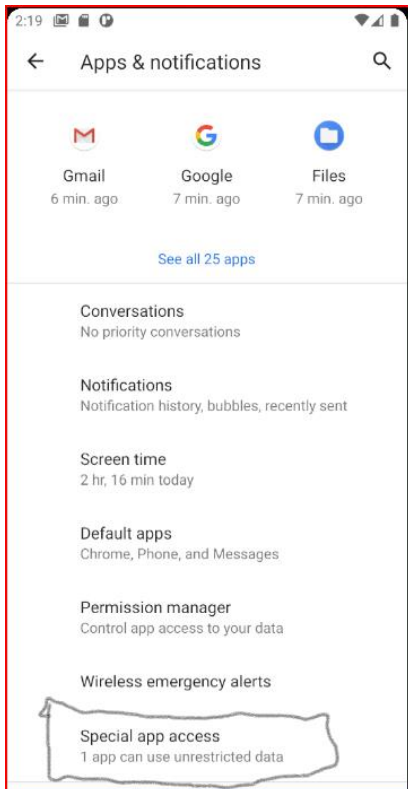 2:19
Apps & notifications
Gmail
Google
Files
6 min. ago
7 min. ago
7 min. ago
See all 25 apps
Conversations
No priority conversations
Notifications
Notification history, bubbles, recently sent
Screen time
2 hr, 16 min today
Default apps
Chrome, Phone, and Messages
Permission manager
Control app access to your data
Wireless emergency alerts
Special app access
1 app can use unrestricted data